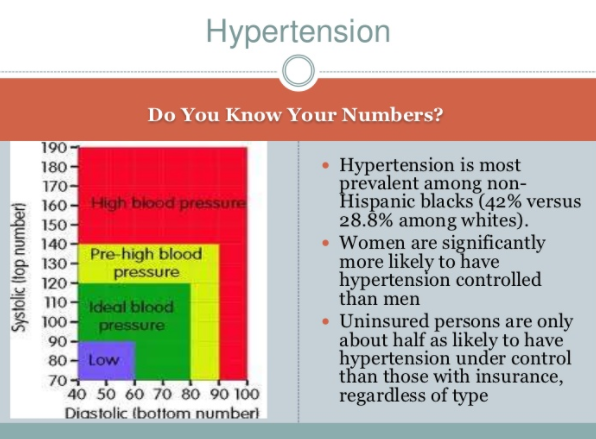 Hypertension
Do You Know Your Numbers?
Systolic (top number)
190
180
170
160
150
140
130
120
110
100
90
80
70
High blood pressure
Pre-high blood
pressure
Ideal blood
pressure
Low
40 50 60 70 80 90 100
Diastolic (bottom number)
• Hypertension is most
prevalent among non-
Hispanic blacks (42% versus
28.8% among whites).
• Women are significantly
more likely to have
hypertension controlled
than men
• Uninsured persons are only
about half as likely to have
hypertension under control
than those with insurance,
regardless of type